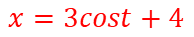 x = 3cost + 4